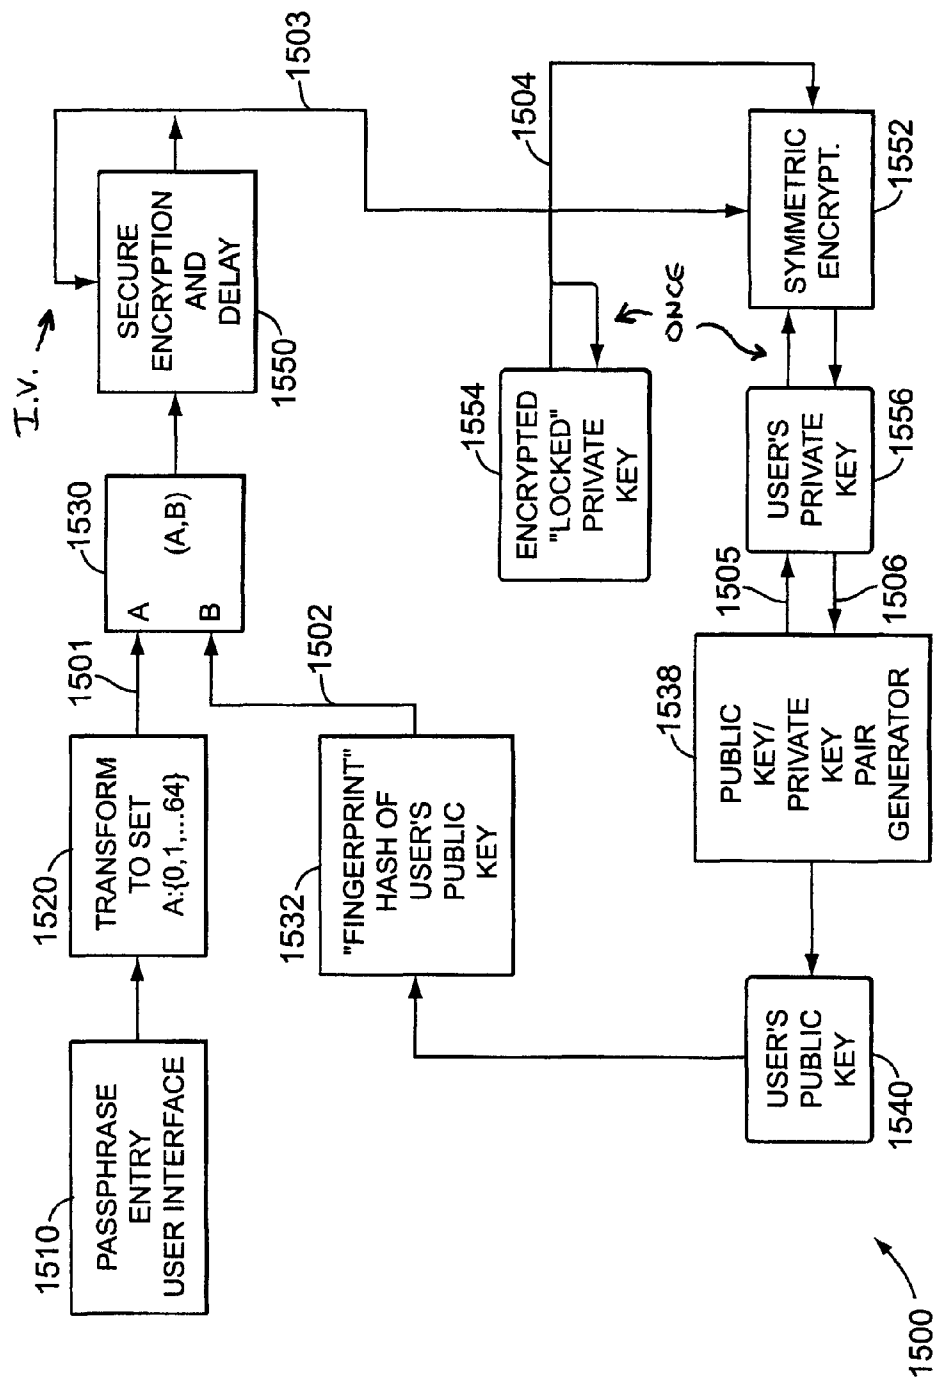 1510
PASSPHRASE
ENTRY
USER INTERFACE
1520
TRANSFORM
TO SET
A:{0,1,...64}
1501
1530
A
B
(A,B)
I.V.
SECURE
ENCRYPTION
AND
DELAY
1550
1503
1532
"FINGERPRINT"
HASH OF
USER'S
PUBLIC
KEY
1502
1554
ENCRYPTED
"LOCKED"
PRIVATE
KEY
1504
ONCE
USER'S
PUBLIC
KEY
1540
1538
PUBLIC
KEY/
PRIVATE
KEY
PAIR
GENERATOR
1505
1506
USER'S
PRIVATE
KEY
1556
SYMMETRIC
ENCRYPT.
1552
1500